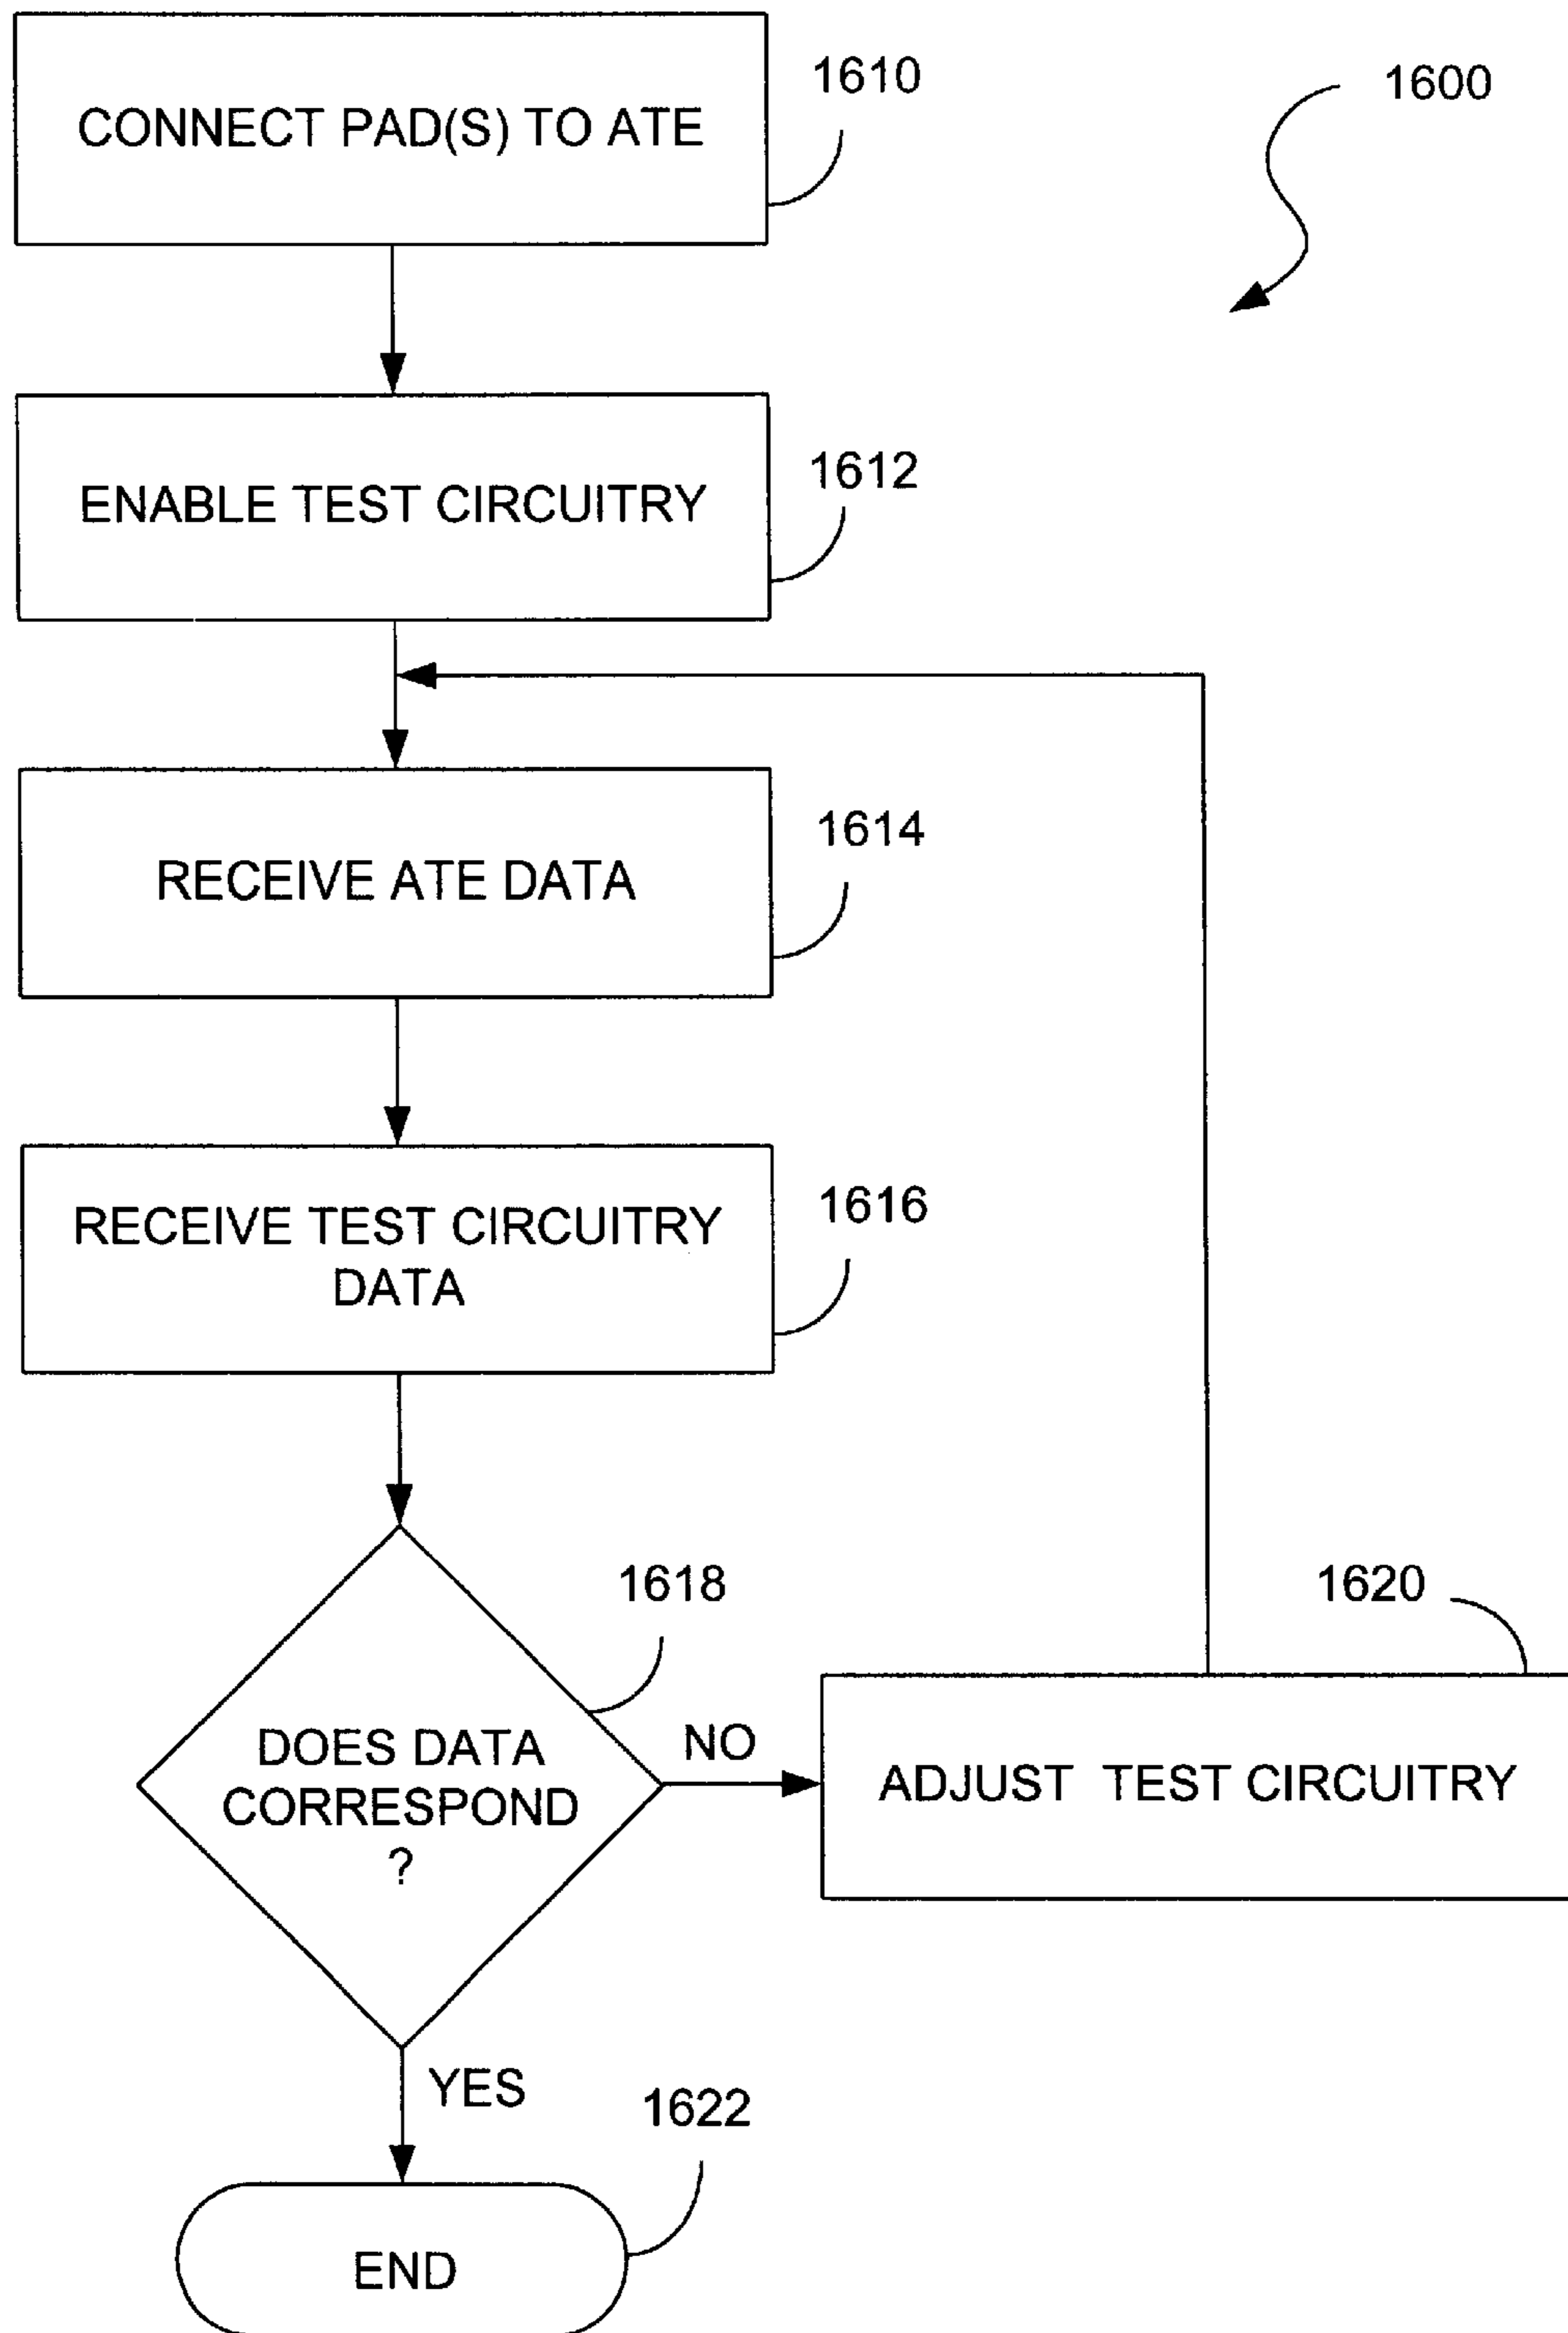 1610
1600
CONNECT PAD(S) TO ATE
1612
ENABLE TEST CIRCUITRY
1614
RECEIVE ATE DATA
1616
RECEIVE TEST CIRCUITRY
DATA
1618
1620
DOES DATA
CORRESPOND
?
NO
ADJUST TEST CIRCUITRY
YES
1622
END